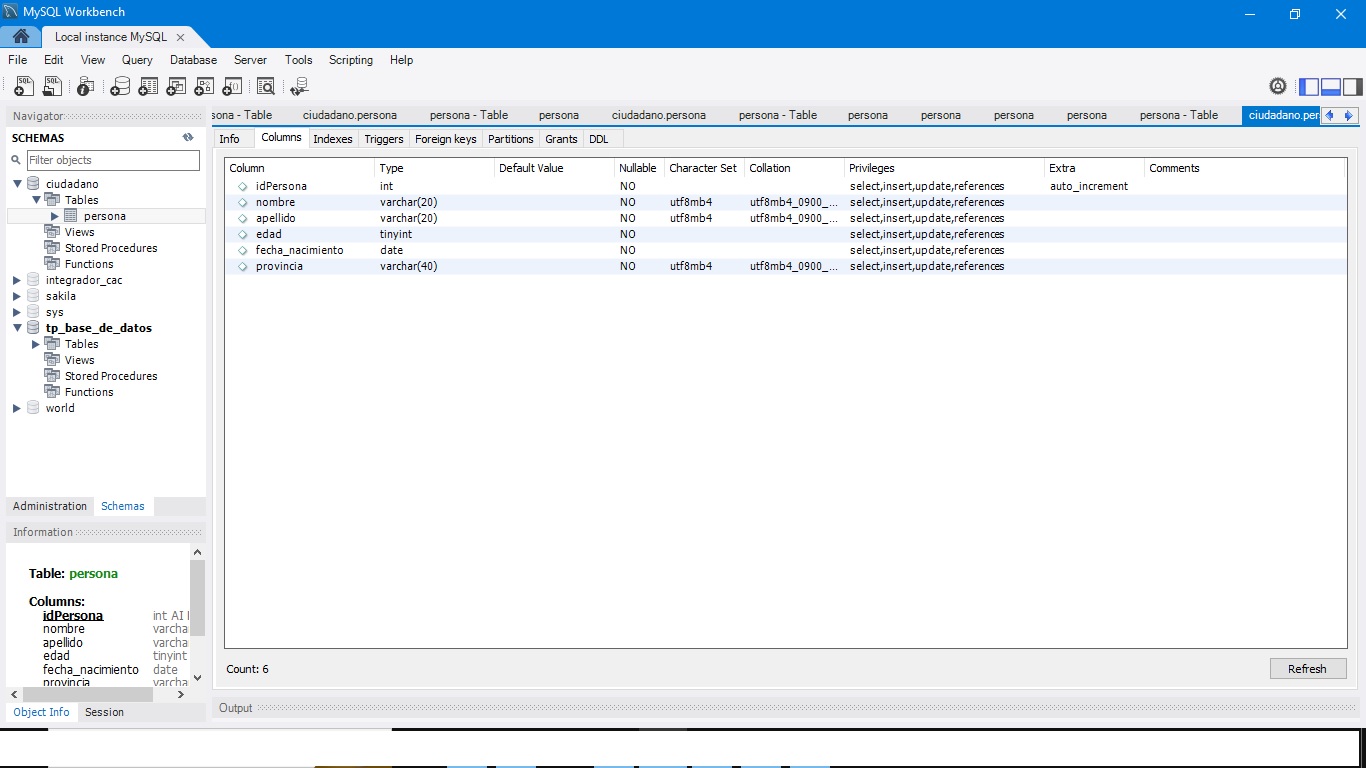 MySQL Workbench
Local instance MySQL
File Edit View Query Database Server Tools Scripting Help
Navigator
SCHEMAS
Filter objects
ciudadano
Tables
persona
Views
Stored Procedures
Functions
integrador_cac
sakila
sys
tp_base_de_datos
Tables
Views
Stored Procedures
Functions
world
Administration Schemas
Information
Table: persona
Columns:
idPersona int AI
nombre varcha
apellido varcha
edad tinyint
fecha_nacimiento date
provincia varcha
Object Info Session
sona - Table ciudadano.persona persona - Table persona ciudadano.persona persona - Table persona persona persona persona persona - Table ciudadano.per
Info Columns Indexes Triggers Foreign keys Partitions Grants DDL
Column Type Default Value Nullable Character Set Collation Privileges Extra Comments
idPersona int NO select,insert,update,references auto_increment
nombre varchar(20) NO utf8mb4 utf8mb4_0900_... select,insert,update,references
apellido varchar(20) NO utf8mb4 utf8mb4_0900_... select,insert,update,references
edad tinyint NO select,insert,update,references
fecha_nacimiento date NO select,insert,update,references
provincia varchar(40) NO utf8mb4 utf8mb4_0900_... select,insert,update,references
Count: 6
Refresh
Output